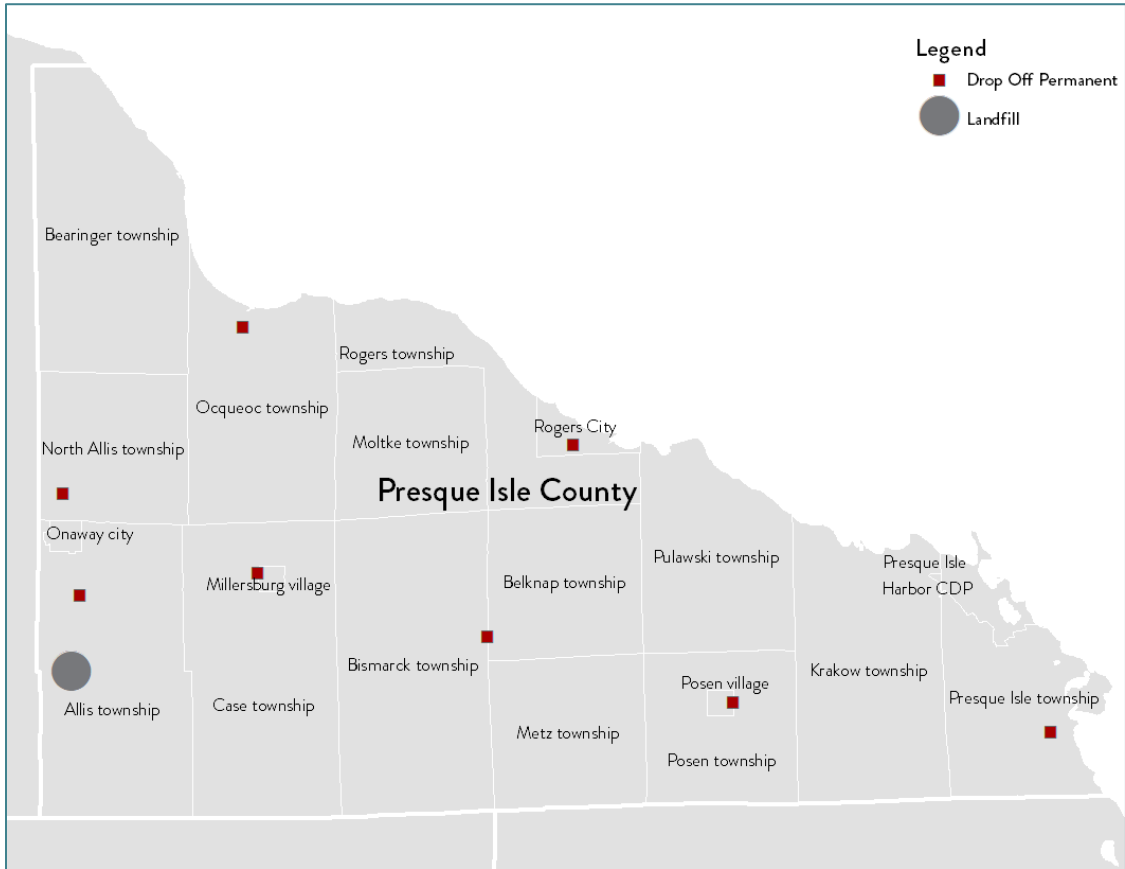 Legend
Drop Off Permanent
Landfill
Bearinger township
Rogers township
Ocqueoc township
Rogers City
North Allis township
Moltke township
Presque Isle County
Onaway city
Pulawski township
Presque Isle
Harbor CDP
Millersburg village
Belknap township
Bismarck township
Krakow township
Posen village
Presque Isle township
Allis township
Case township
Metz township
Posen township